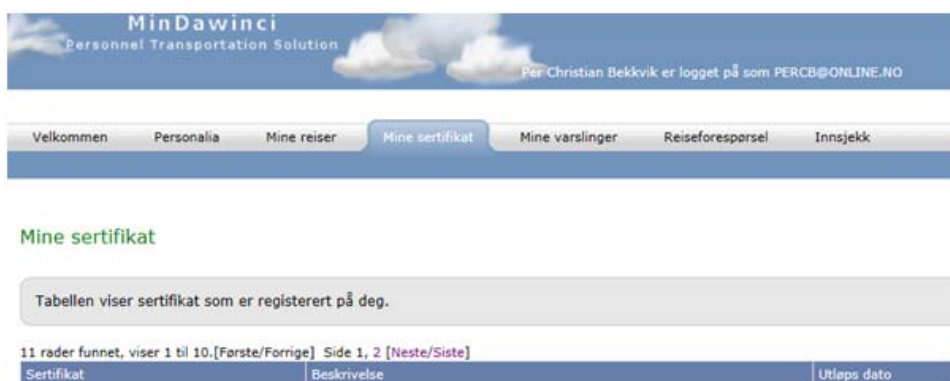 MinDawinci
Personnel Transportation Solution
Per Christian Bekkvik er logget på som PERCB@ONLINE.NO
Velkommen Personalia Mine reiser Mine sertifikat Mine varslinger Reiseforespørsel Innsjekk
Mine sertifikat
Tabellen viser sertifikat som er registerert på deg.
11 rader funnet, viser 1 til 10.[Første/Forrige] Side 1, 2 [Neste/Siste]
Sertifikat Beskrivelse Utløps dato